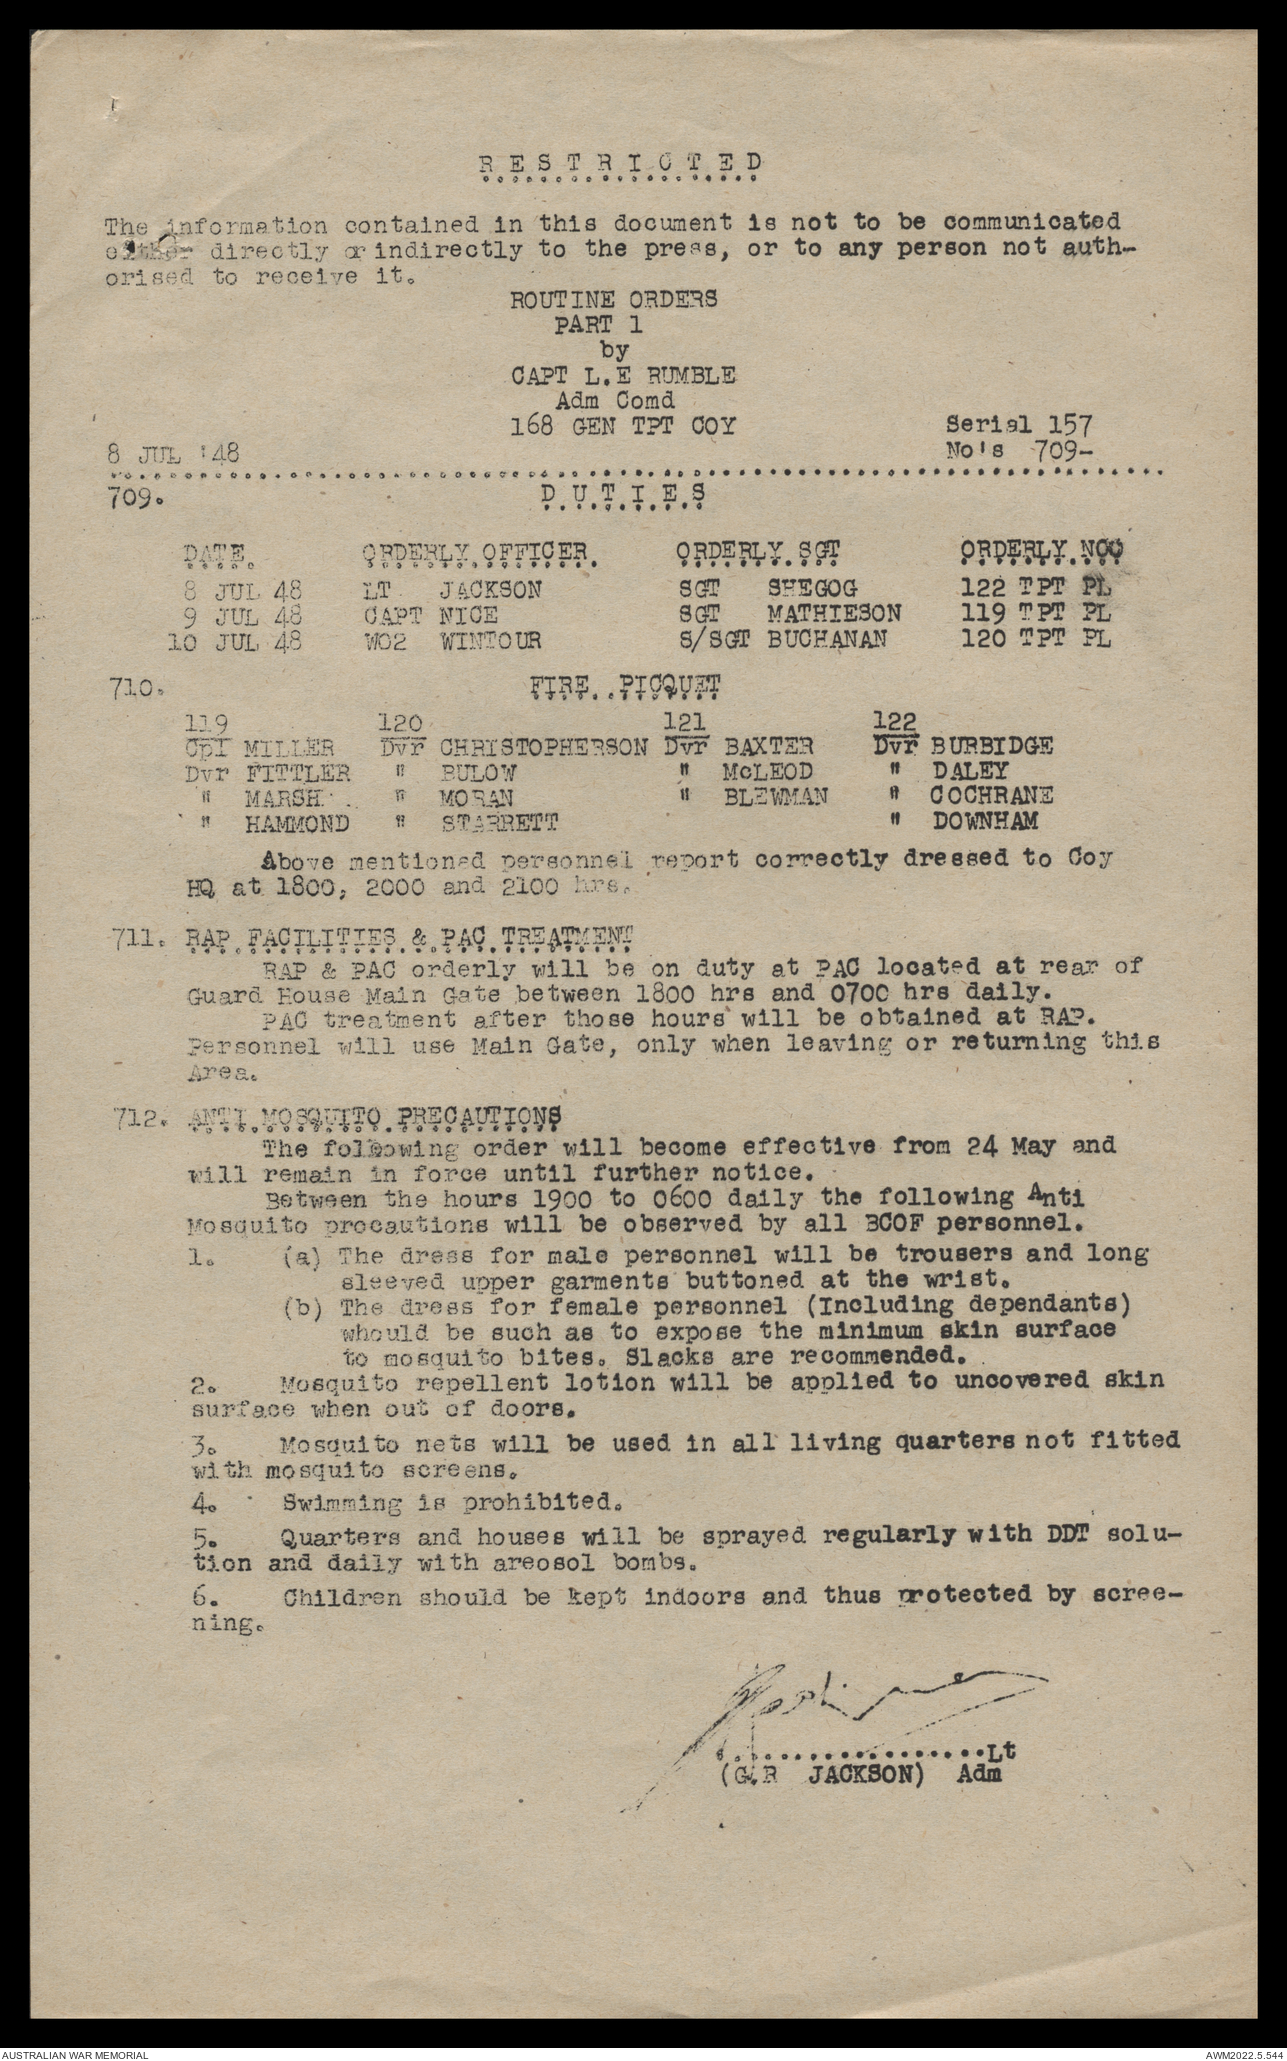 RESTRICTED
The information contained in this document is not to be communicated
either directly or indirectly to the press, or to any person not auth-
orised to receive it.
ROUTINE ORDERS
PART 1
by
CAPT L.E RUMBLE
Adm Comd
168 GEN TPT COY Serial 157
8 JUL '48 No's 709-
709. DUTIES
DATE ORDERLY OFFICER ORDERLY SGT ORDERLY NCO
8 JUL 48 LT JACKSON SGT SHEGOG 122 TPT PL
9 JUL 48 CAPT NICE SGT MATHIESON 119 TPT PL
10 JUL 48 WO2 WINTOUR S/SGT BUCHANAN 120 TPT PL
710. FIRE PICQUET
119 120 121 122
Cpl MILLER Dvr CHRISTOPHERSON Dvr BAXTER Dvr BURBIDGE
Dvr FITTLER " BULOW " McLEOD " DALEY
" MARSH " MORAN " BLEWMAN " COCHRANE
" HAMMOND " STARRETT " DOWNHAM
Above mentioned personnel report correctly dressed to Coy
HQ at 1800, 2000 and 2100 hrs.
711. RAP FACILITIES & PAC TREATMENT
RAP & PAC orderly will be on duty at PAC located at rear of
Guard House Main Gate between 1800 hrs and 0700 hrs daily.
PAC treatment after those hours will be obtained at RAP.
Personnel will use Main Gate, only when leaving or returning this
Area.
712. ANTI MOSQUITO PRECAUTIONS
The following order will become effective from 24 May and
will remain in force until further notice.
Between the hours 1900 to 0600 daily the following Anti
Mosquito precautions will be observed by all BCOF personnel.
1. (a) The dress for male personnel will be trousers and long
sleeved upper garments buttoned at the wrist.
(b) The dress for female personnel (Including dependants)
whould be such as to expose the minimum skin surface
to mosquito bites. Slacks are recommended.
2. Mosquito repellent lotion will be applied to uncovered skin
surface when out of doors.
3. Mosquito nets will be used in all living quarters not fitted
with mosquito screens.
4. Swimming is prohibited.
5. Quarters and houses will be sprayed regularly with DDT solu-
tion and daily with areosol bombs.
6. Children should be kept indoors and thus protected by scree-
ning.
..................Lt
(G.R JACKSON) Adm
AUSTRALIAN WAR MEMORIAL AWM2022.5.544